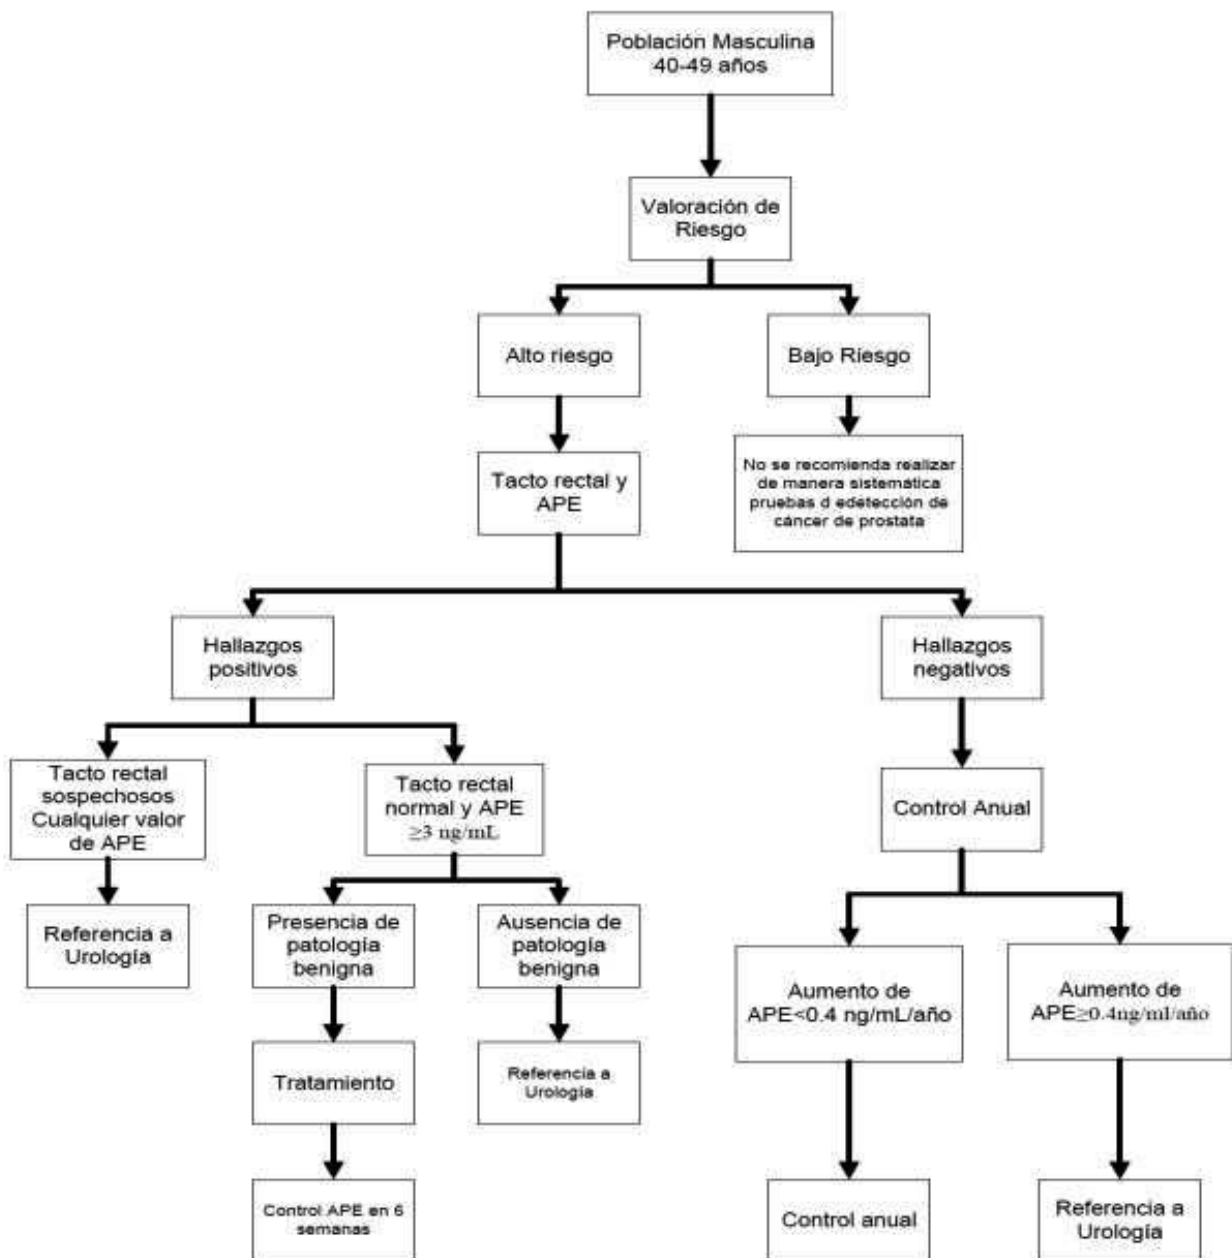 Población Masculina
40-49 años
Valoración de
Riesgo
Alto riesgo
Bajo Riesgo
Tacto rectal y
APE
No se recomienda realizar
de manera sistemática
pruebas d edetección de
cáncer de prostata
Hallazgos
positivos
Hallazgos
negativos
Tacto rectal
sospechosos
Cualquier valor
de APE
Tacto rectal
normal y APE
≥3 ng/mL
Control Anual
Referencia a
Urología
Presencia de
patología
benigna
Ausencia de
patología
benigna
Aumento de
APE<0.4 ng/mL/año
Aumento de
APE≥0.4ng/ml/año
Tratamiento
Referencia a
Urología
Control APE en 6
semanas
Control anual
Referencia a
Urología